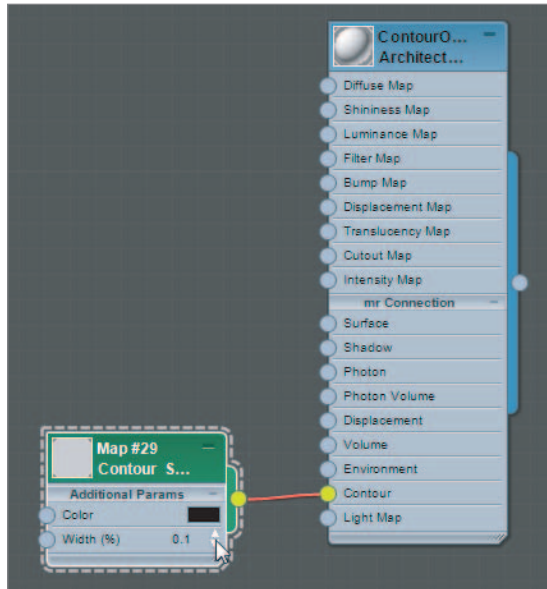 ContourO...
Architect...
Diffuse Map
Shininess Map
Luminance Map
Filter Map
Bump Map
Displacement Map
Translucency Map
Cutout Map
Intensity Map
mr Connection
Surface
Shadow
Photon
Photon Volume
Displacement
Volume
Environment
Contour
Light Map
Map #29
Contour S...
Additional Params
Color
Width (%) 0.1